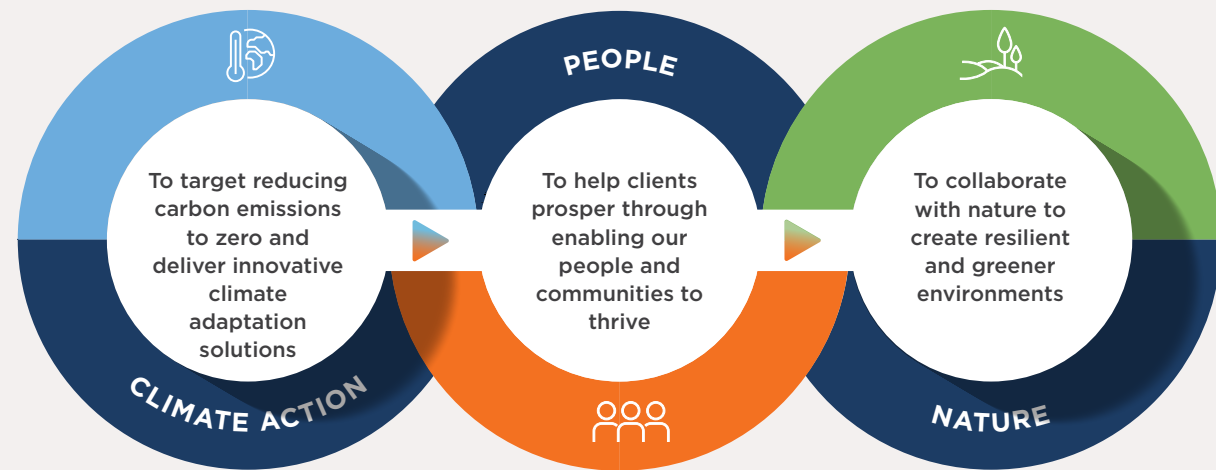 To target reducing
carbon emissions
to zero and
deliver innovative
climate
adaptation
solutions
CLIMATE ACTION
PEOPLE
To help clients
prosper through
enabling our
people and
communities to
thrive
To collaborate
with nature to
create resilient
and greener
environments
NATURE